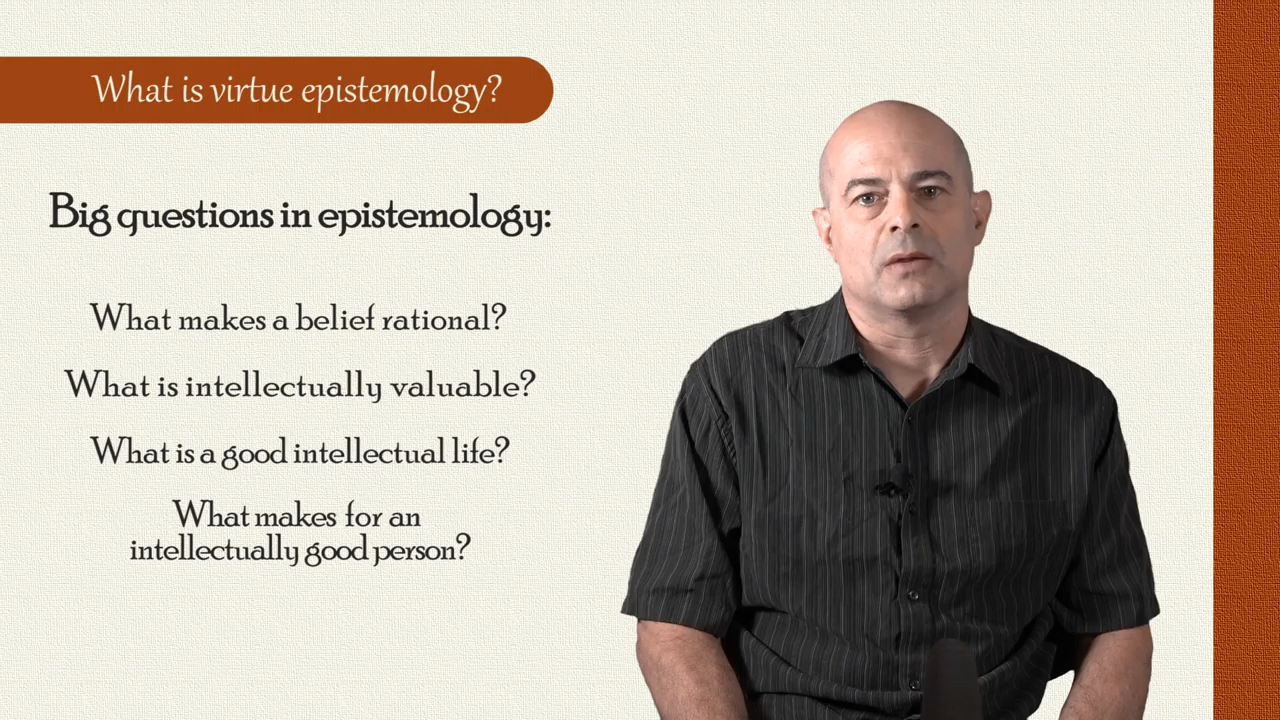 What is virtue epistemology?
Big questions in epistemology:
What makes a belief rational?
What is intellectually valuable?
What is a good intellectual life?
What makes for an
intellectually good person?